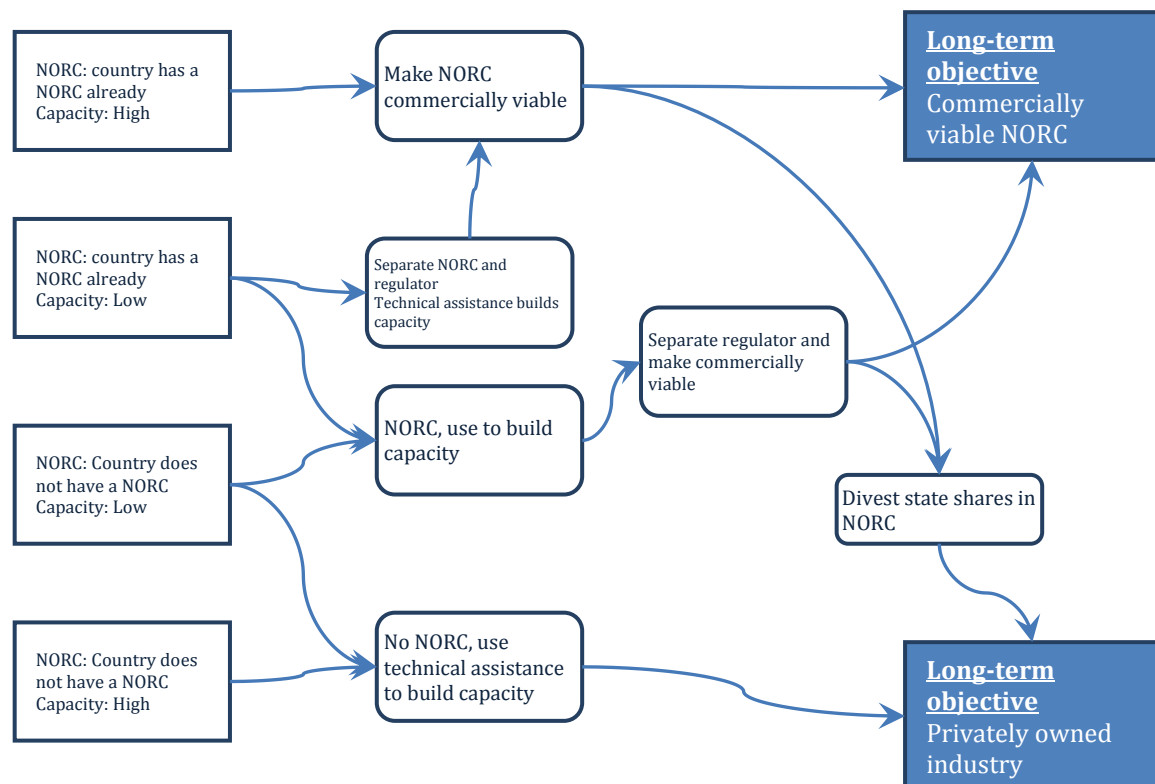 NORC: country has a
NORC already
Capacity: High
Make NORC
commercially viable
Long-term
objective
Commercially
viable NORC
NORC: country has a
NORC already
Capacity: Low
Separate NORC and
regulator
Technical assistance builds
capacity
Separate regulator and
make commercially
viable
NORC, use to build
capacity
NORC: Country does
not have a NORC
Capacity: Low
Divest state shares in
NORC
NORC: Country does
not have a NORC
Capacity: High
No NORC, use
technical assistance
to build capacity
Long-term
objective
Privately owned
industry